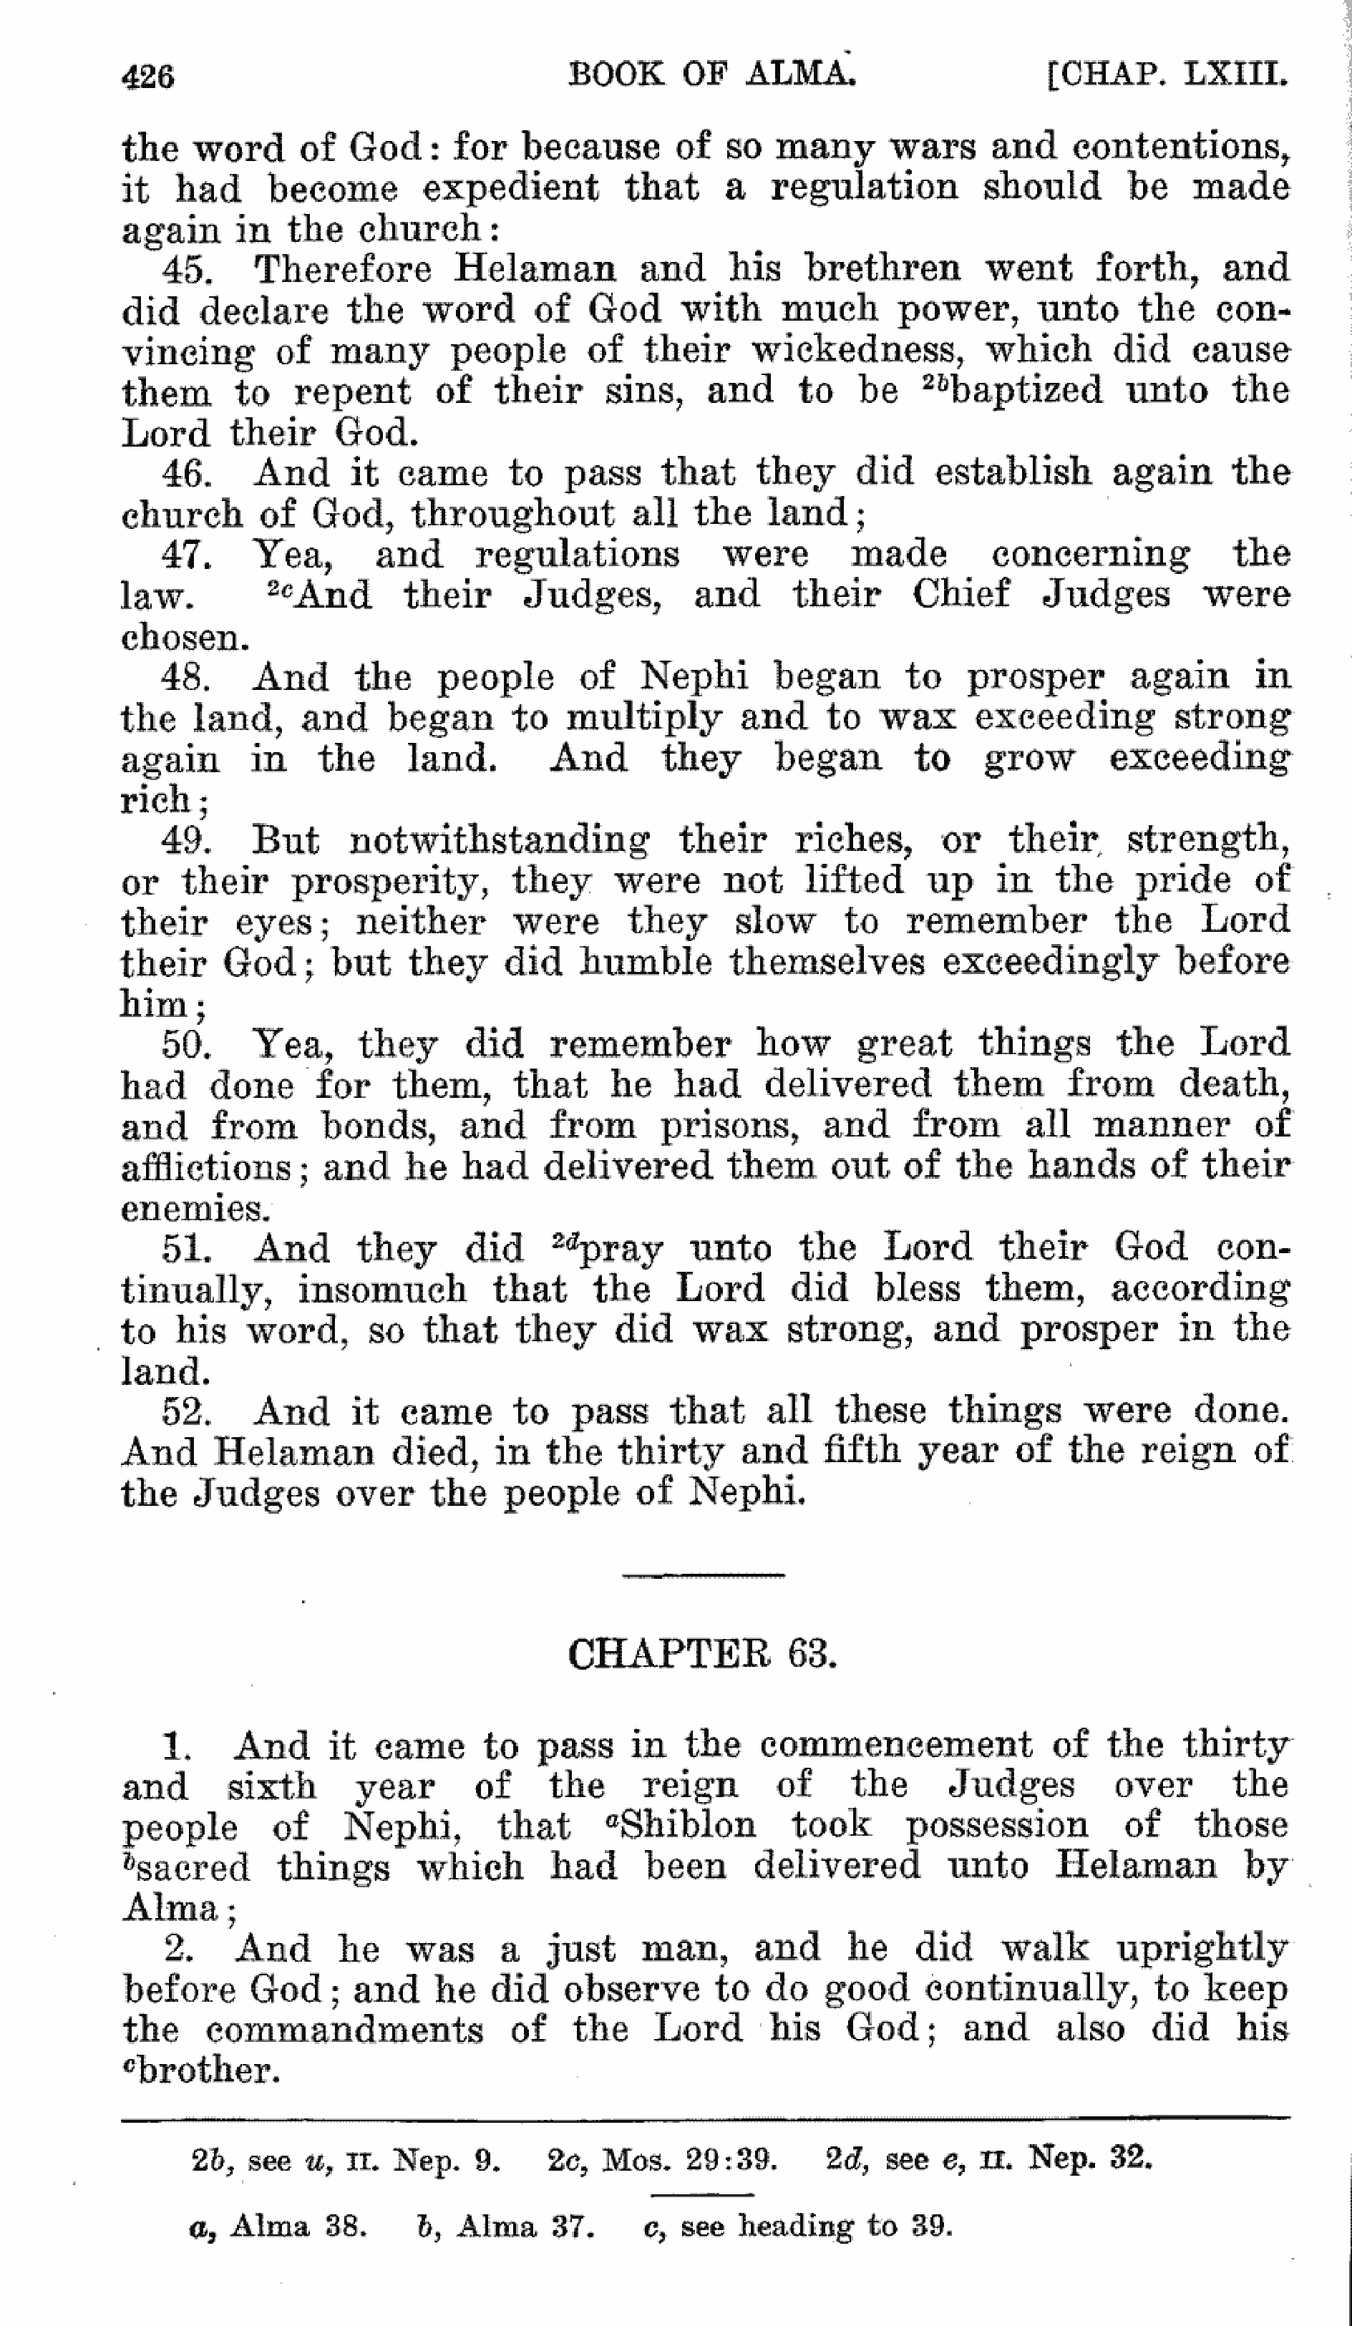 426 BOOK OF ALMA. [CHAP. LXIII.
the word of God: for because of so many wars and contentions,
it had become expedient that a regulation should be made
again in the church:
45. Therefore Helaman and his brethren went forth, and
did declare the word of God with much power, unto the con-
vincing of many people of their wickedness, which did cause
them to repent of their sins, and to be 2bbaptized unto the
Lord their God.
46. And it came to pass that they did establish again the
church of God, throughout all the land;
47. Yea, and regulations were made concerning the
law. 2cAnd their Judges, and their Chief Judges were
chosen.
48. And the people of Nephi began to prosper again in
the land, and began to multiply and to wax exceeding strong
again in the land. And they began to grow exceeding
rich;
49. But notwithstanding their riches, or their strength,
or their prosperity, they were not lifted up in the pride of
their eyes; neither were they slow to remember the Lord
their God; but they did humble themselves exceedingly before
him;
50. Yea, they did remember how great things the Lord
had done for them, that he had delivered them from death,
and from bonds, and from prisons, and from all manner of
afflictions; and he had delivered them out of the hands of their
enemies.
51. And they did 2dpray unto the Lord their God con-
tinually, insomuch that the Lord did bless them, according
to his word, so that they did wax strong, and prosper in the
land.
52. And it came to pass that all these things were done.
And Helaman died, in the thirty and fifth year of the reign of
the Judges over the people of Nephi.
CHAPTER 63.
1. And it came to pass in the commencement of the thirty
and sixth year of the reign of the Judges over the
people of Nephi, that aShiblon took possession of those
bsacred things which had been delivered unto Helaman by
Alma;
2. And he was a just man, and he did walk uprightly
before God; and he did observe to do good continually, to keep
the commandments of the Lord his God; and also did his
cbrother.
2b, see u, II. Nep. 9. 2c, Mos. 29:39. 2d, see e, II. Nep. 32.
a, Alma 38. b, Alma 37. c, see heading to 39.